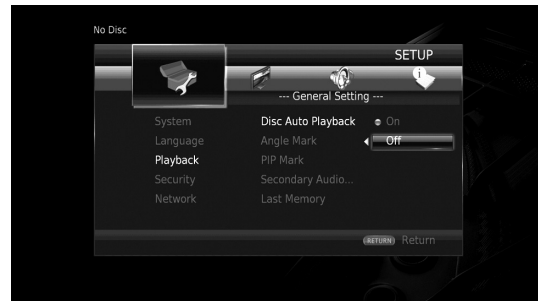 No Disc
SETUP
--- General Setting ---
System
Disc Auto Playback
On
Language
Angle Mark
Off
Playback
PIP Mark
Security
Secondary Audio...
Network
Last Memory
RETURN Return